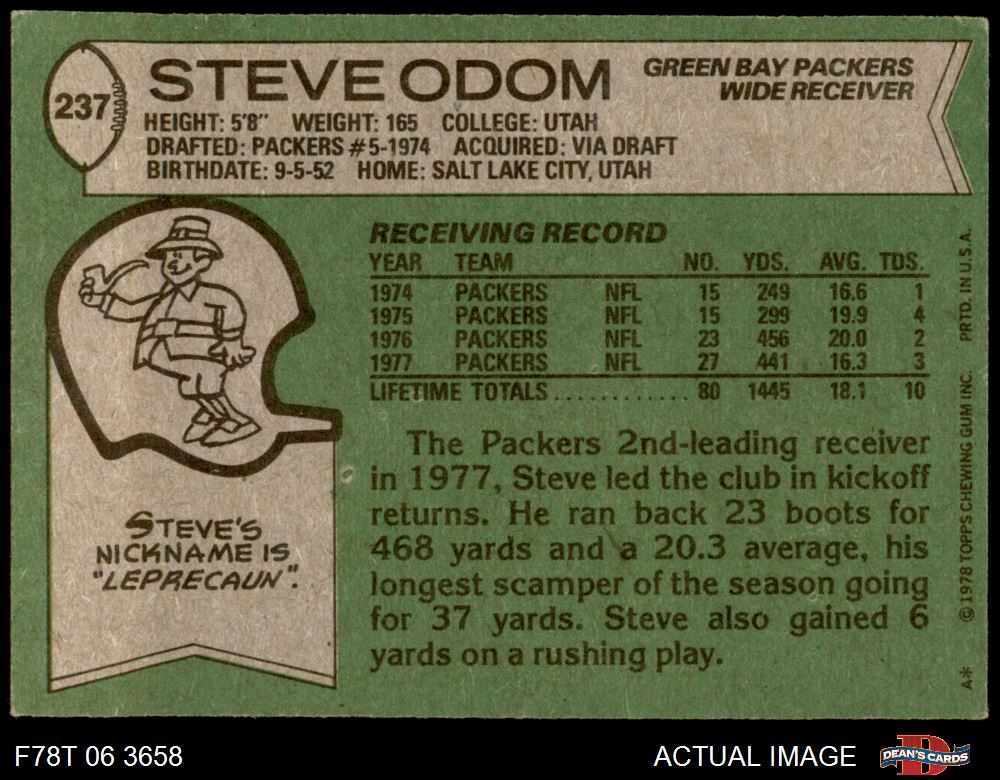 237
STEVE ODOM
GREEN BAY PACKERS
WIDE RECEIVER
HEIGHT: 5'8" WEIGHT: 165 COLLEGE: UTAH
DRAFTED: PACKERS #5-1974 ACQUIRED: VIA DRAFT
BIRTHDATE: 9-5-52 HOME: SALT LAKE CITY, UTAH
RECEIVING RECORD
YEAR TEAM NO. YDS. AVG. TDS.
1974 PACKERS NFL 15 249 16.6 1
1975 PACKERS NFL 15 299 19.9 4
1976 PACKERS NFL 23 456 20.0 2
1977 PACKERS NFL 27 441 16.3 3
LIFETIME TOTALS............ 80 1445 18.1 10
The Packers 2nd-leading receiver
in 1977, Steve led the club in kickoff
returns. He ran back 23 boots for
468 yards and a 20.3 average, his
longest scamper of the season going
for 37 yards. Steve also gained 6
yards on a rushing play.
STEVE'S
NICKNAME IS
"LEPRECAUN".
A* © 1978 TOPPS CHEWING GUM INC. PRTD. IN U.S.A.
F78T 06 3658
ACTUAL IMAGE
D
DEAN'S CARDS